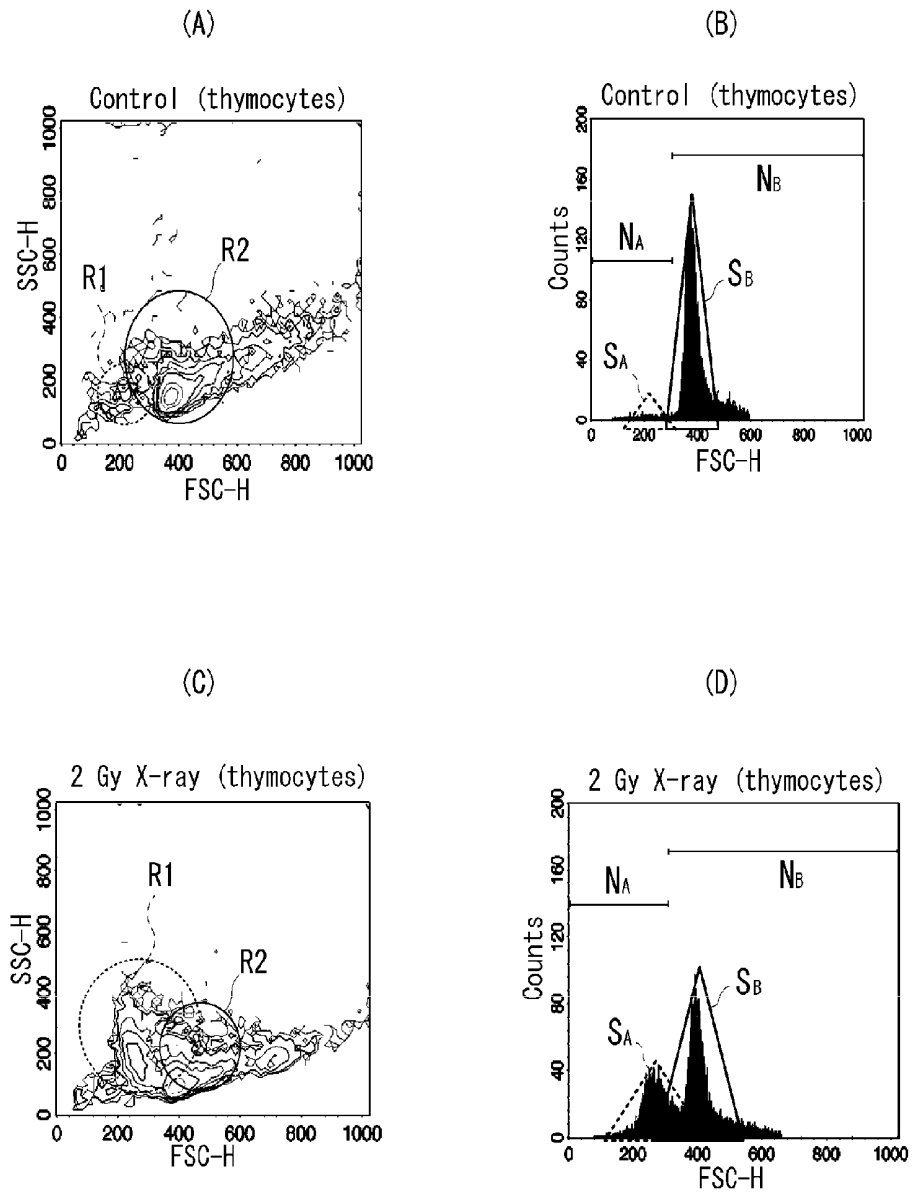 (A)
Control (thymocytes)
SSC-H
1000
800
600
400
200
0
R1
R2
0 200 400 600 800 1000
FSC-H
(B)
Control (thymocytes)
Counts
200
160
120
80
40
0
NA
NB
SA
SB
0 200 400 600 800 1000
FSC-H
(C)
2 Gy X-ray (thymocytes)
SSC-H
1000
800
600
400
200
0
R1
R2
0 200 400 600 800 1000
FSC-H
(D)
2 Gy X-ray (thymocytes)
Counts
200
160
120
80
40
0
NA
NB
SA
SB
0 200 400 600 800 1000
FSC-H